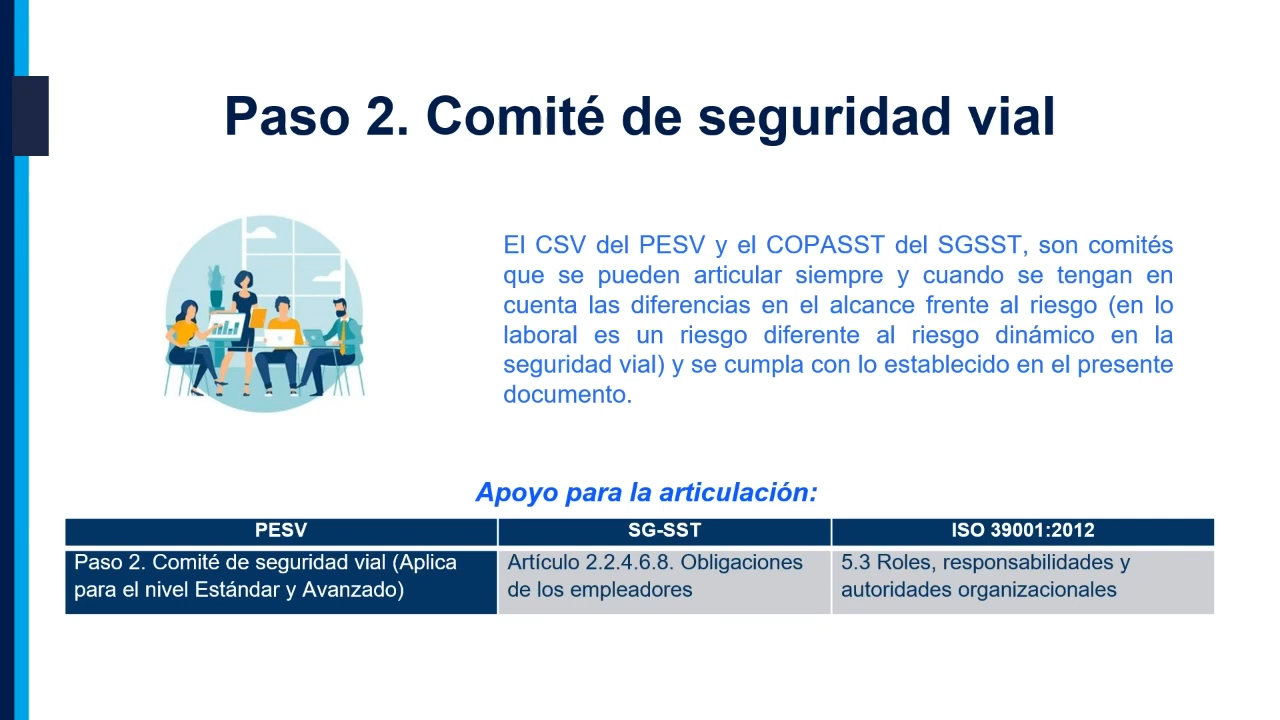 Paso 2. Comité de seguridad vial
El CSV del PESV y el COPASST del SGSST, son comités
que se pueden articular siempre y cuando se tengan en
cuenta las diferencias en el alcance frente al riesgo (en lo
laboral es un riesgo diferente al riesgo dinámico en la
seguridad vial) y se cumpla con lo establecido en el presente
documento.
Apoyo para la articulación:
PESV SG-SST ISO 39001:2012
Paso 2. Comité de seguridad vial (Aplica
para el nivel Estándar y Avanzado)
Artículo 2.2.4.6.8. Obligaciones
de los empleadores
5.3 Roles, responsabilidades y
autoridades organizacionales